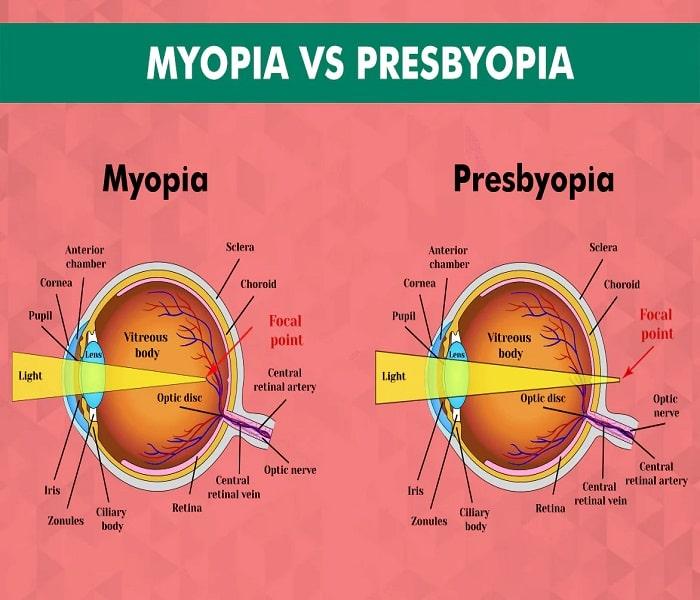 MYOPIA VS PRESBYOPIA
Myopia
Anterior
chamber
Cornea
Pupil
Light
Iris
Zonules
Ciliary
body
Lens
Vitreous
body
Optic disc
Retina
Central
retinal vein
Optic nerve
Central
retinal artery
Focal
point
Choroid
Sclera
Presbyopia
Anterior
chamber
Cornea
Pupil
Light
Iris
Zonules
Ciliary
body
Lens
Vitreous
body
Optic disc
Retina
Central
retinal vein
Central
retinal artery
Optic
nerve
Focal
point
Choroid
Sclera